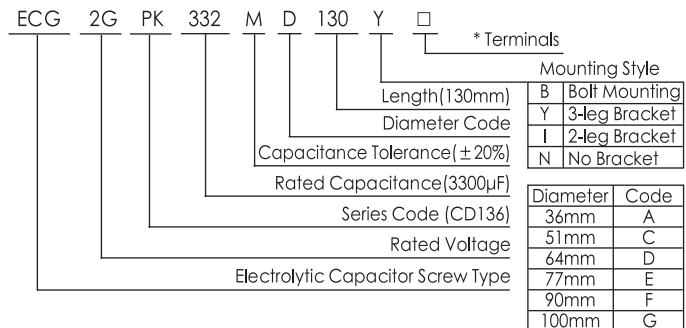 ECG 2G PK 332 M D 130 Y □
* Terminals
Mounting Style
B Bolt Mounting
Y 3-leg Bracket
I 2-leg Bracket
N No Bracket
Length(130mm)
Diameter Code
Capacitance Tolerance(±20%)
Rated Capacitance(3300μF)
Series Code (CD136)
Rated Voltage
Electrolytic Capacitor Screw Type
Diameter Code
36mm A
51mm C
64mm D
77mm E
90mm F
100mm G